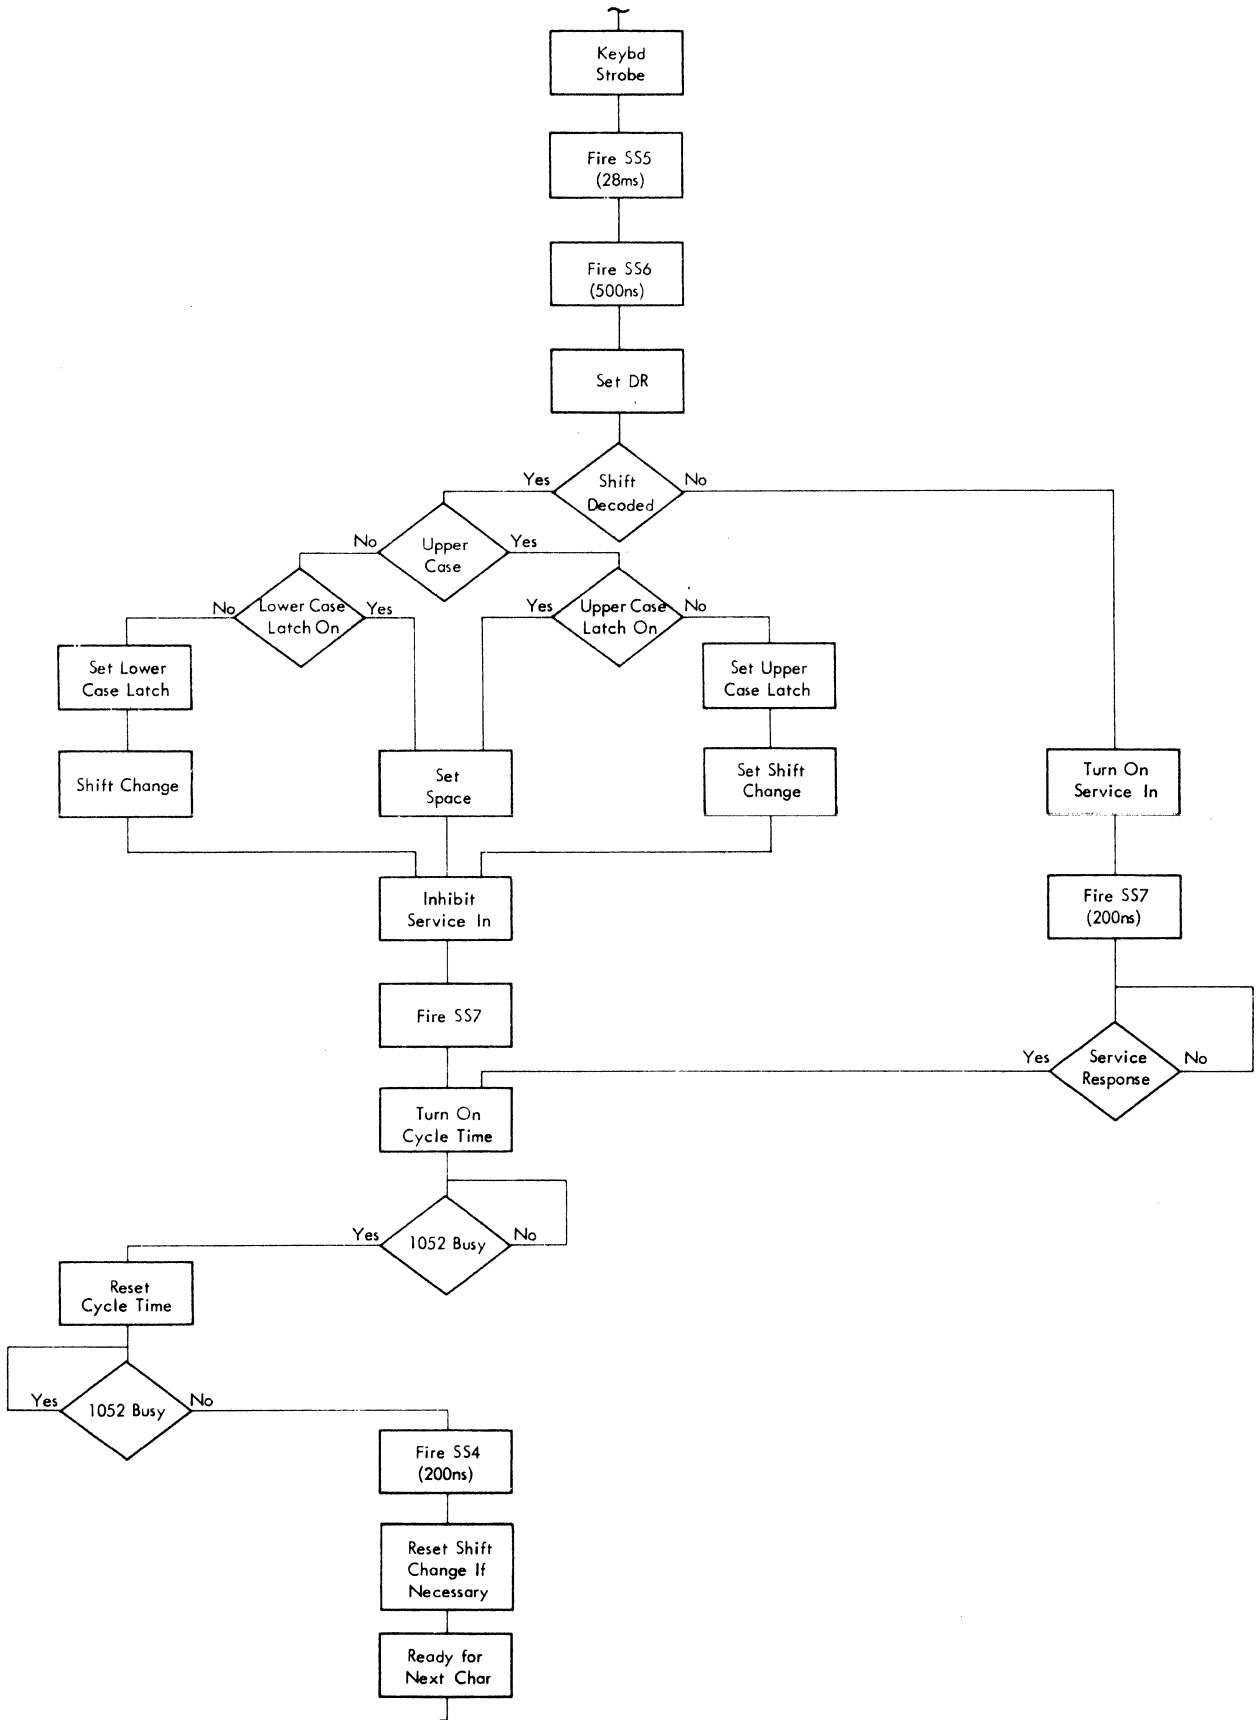 Keybd
Strobe
Fire SS5
(28ms)
Fire SS6
(500ns)
Set DR
Yes
Shift
Decoded
No
No
Upper
Case
Yes
No
Lower Case
Latch On
Yes
Yes
Upper Case
Latch On
No
Set Lower
Case Latch
Set Upper
Case Latch
Shift Change
Set
Space
Set Shift
Change
Turn On
Service In
Inhibit
Service In
Fire SS7
(200ns)
Fire SS7
Yes
Service
Response
No
Turn On
Cycle Time
Yes
1052 Busy
No
Reset
Cycle Time
Yes
1052 Busy
No
Fire SS4
(200ns)
Reset Shift
Change If
Necessary
Ready for
Next Char